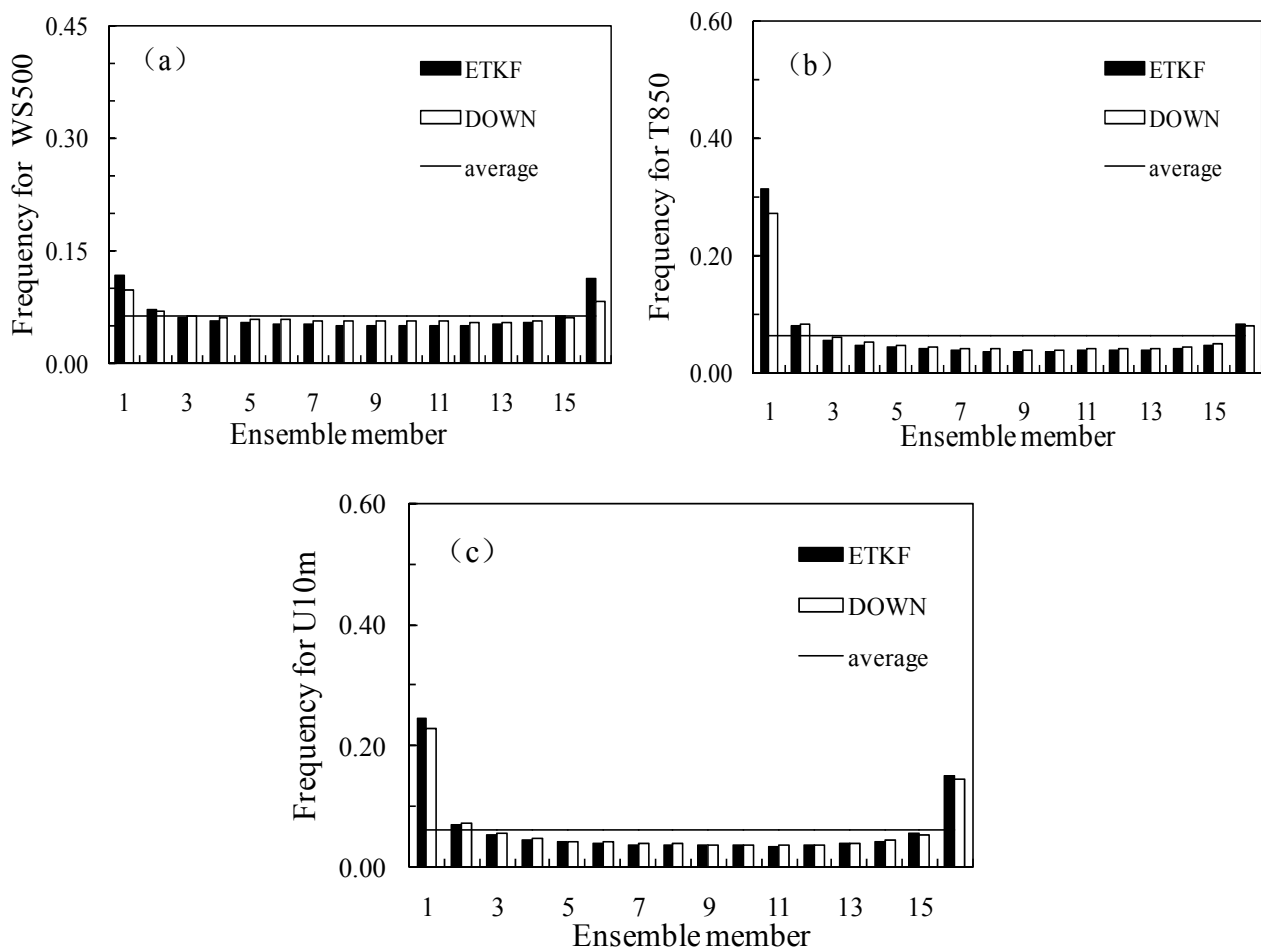 Frequency for WS500
0.45
0.30
0.15
0.00
（a）
ETKF
DOWN
average
1 3 5 7 9 11 13 15
Ensemble member
Frequency for T850
0.60
0.40
0.20
0.00
（b）
ETKF
DOWN
average
1 3 5 7 9 11 13 15
Ensemble member
Frequency for U10m
0.60
0.40
0.20
0.00
（c）
ETKF
DOWN
average
1 3 5 7 9 11 13 15
Ensemble member